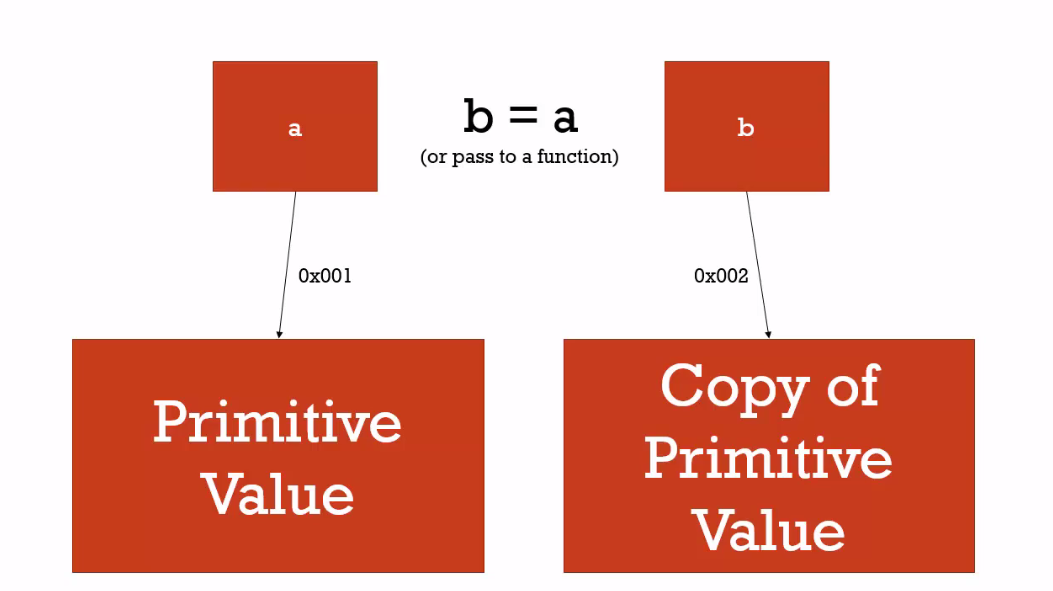 a
b = a
(or pass to a function)
b
0x001
0x002
Primitive
Value
Copy of
Primitive
Value